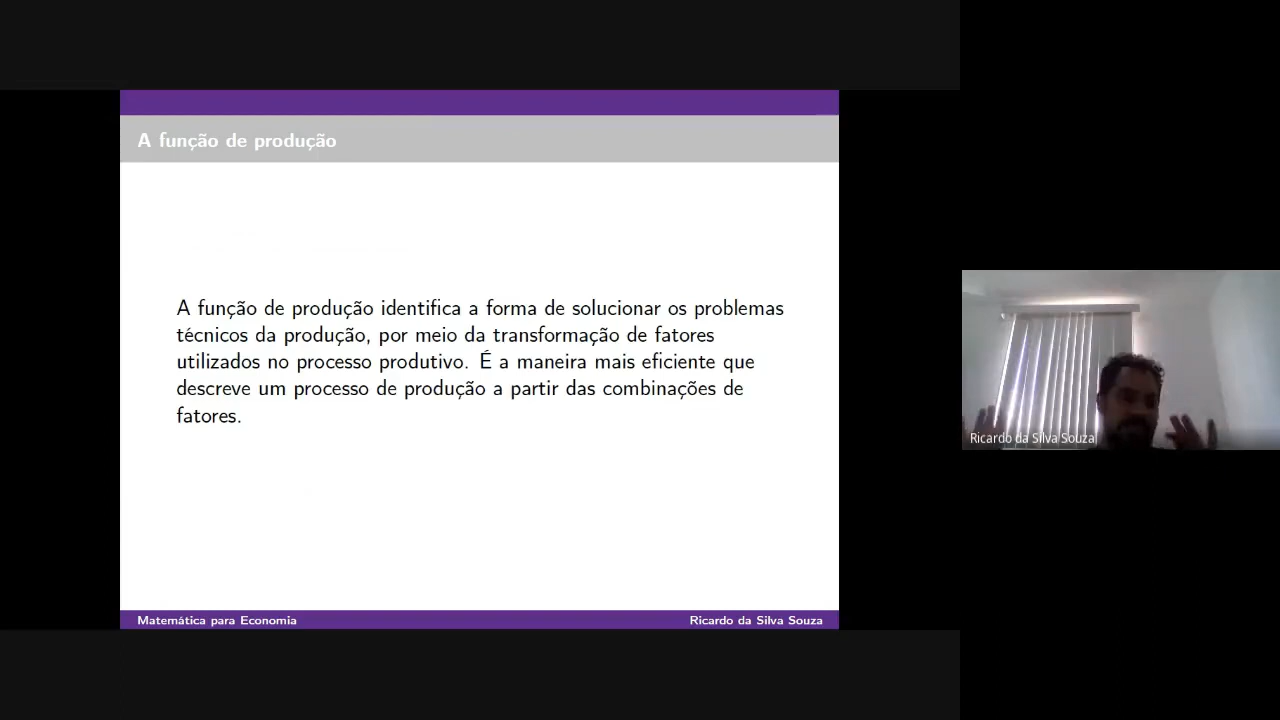 A função de produção
A função de produção identifica a forma de solucionar os problemas
técnicos da produção, por meio da transformação de fatores
utilizados no processo produtivo. É a maneira mais eficiente que
descreve um processo de produção a partir das combinações de
fatores.
Matemática para Economia
Ricardo da Silva Souza
Ricardo da Silva Souza